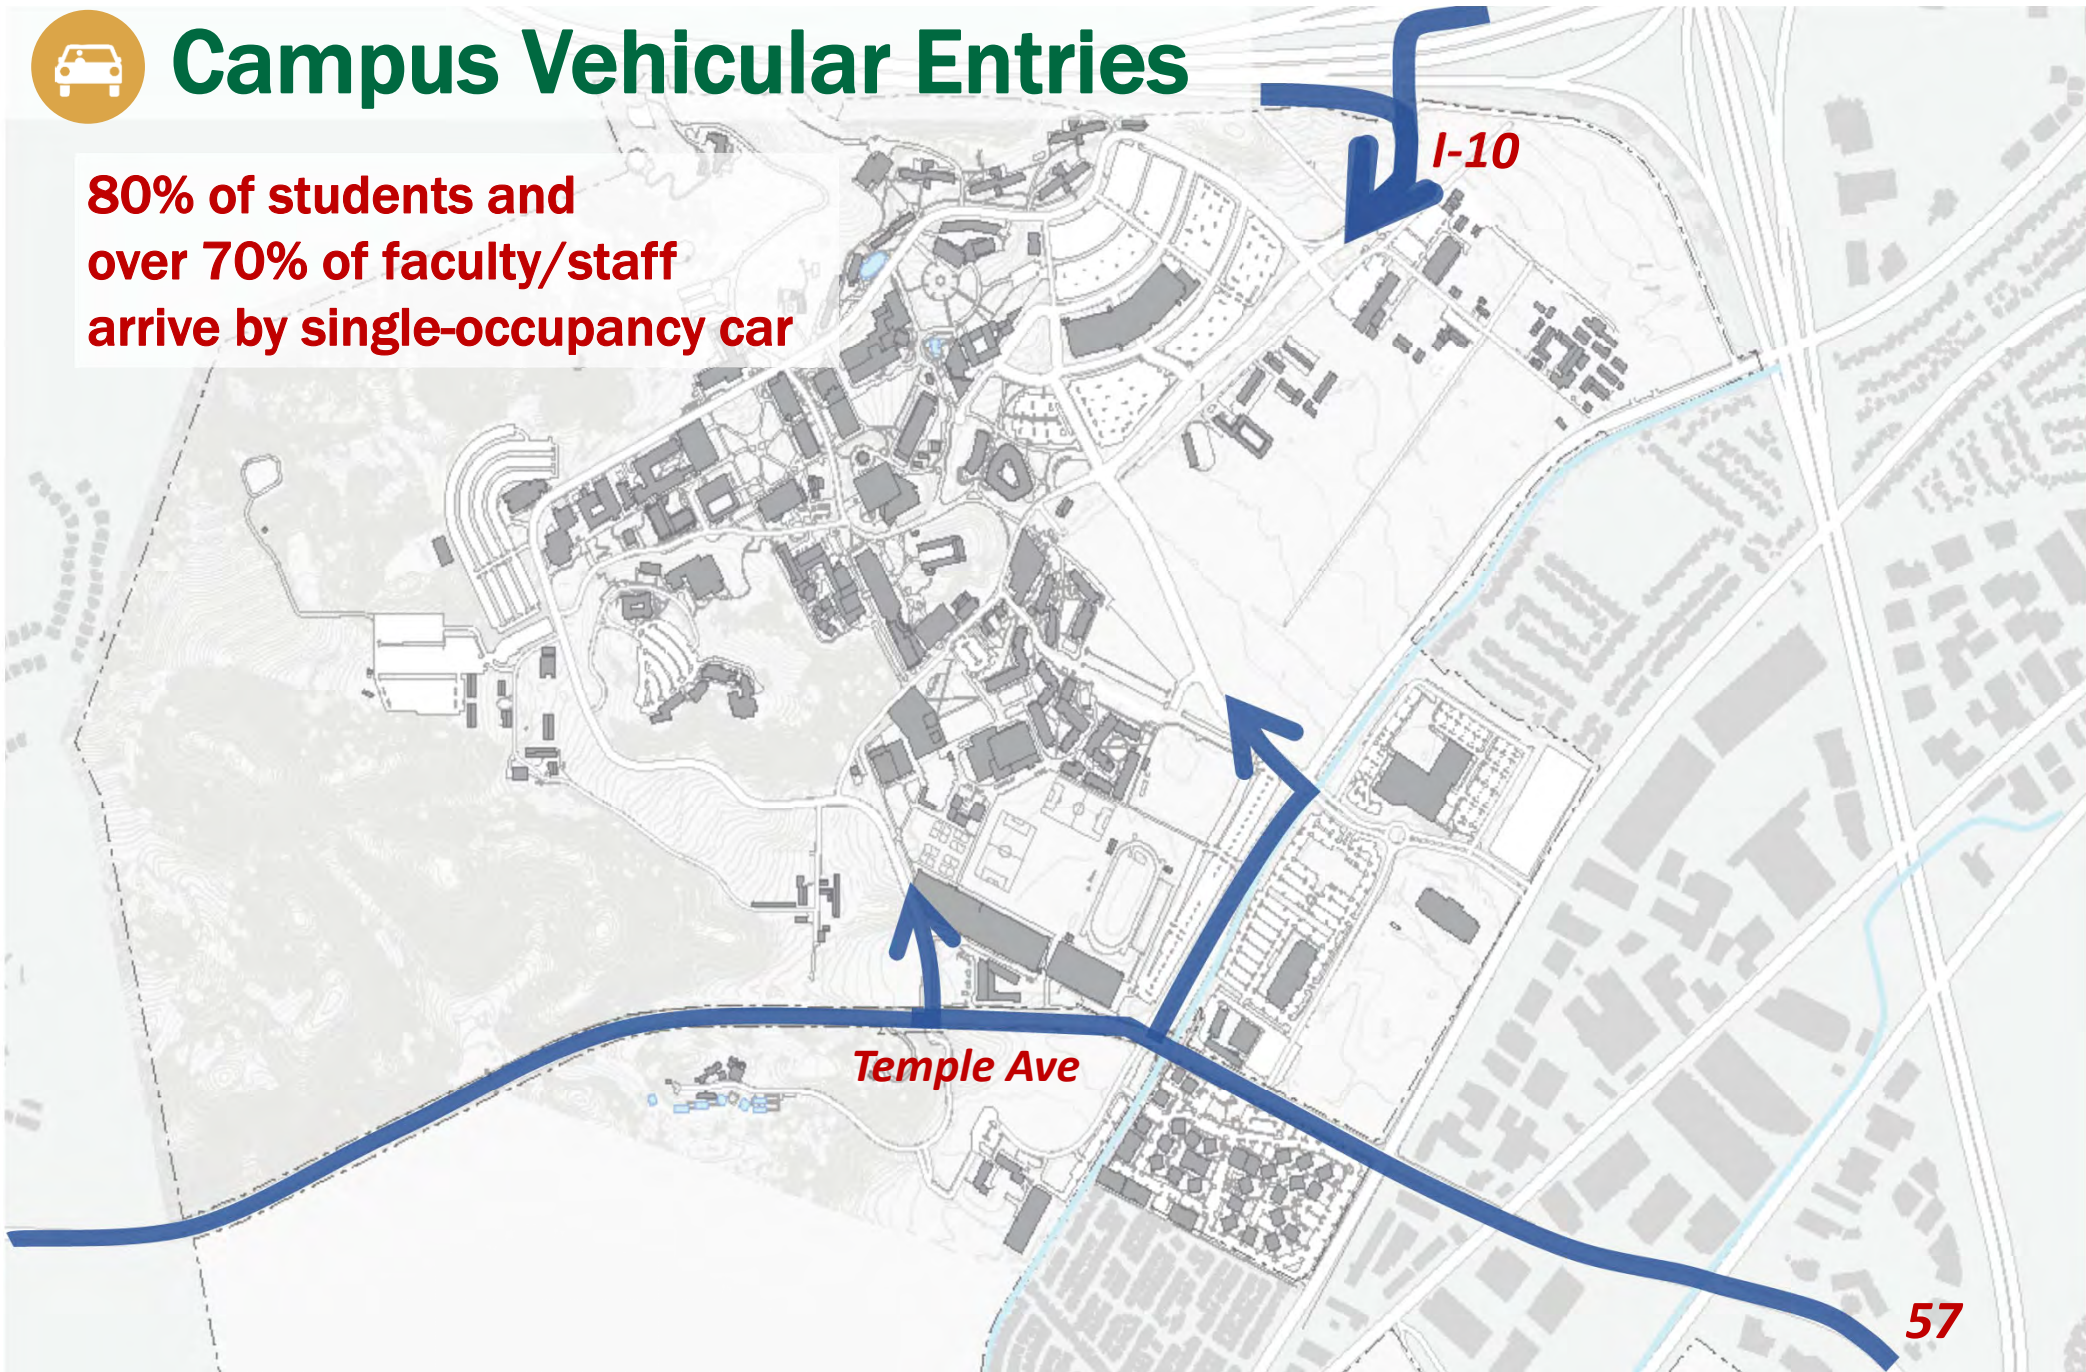 Campus Vehicular Entries
80% of students and
over 70% of faculty/staff
arrive by single-occupancy car
I-10
Temple Ave
57